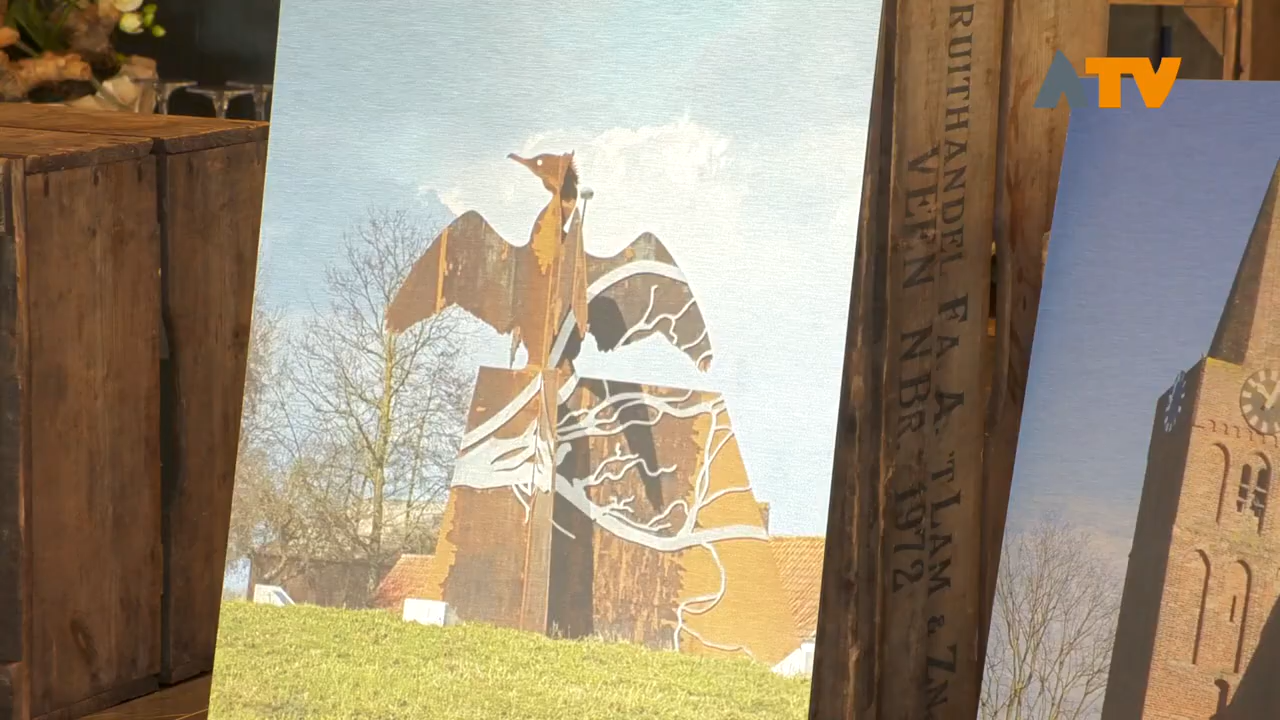 ATV
RUITHANDEL FA. A. 'T LAM & ZN
VEEN NBR. 1972